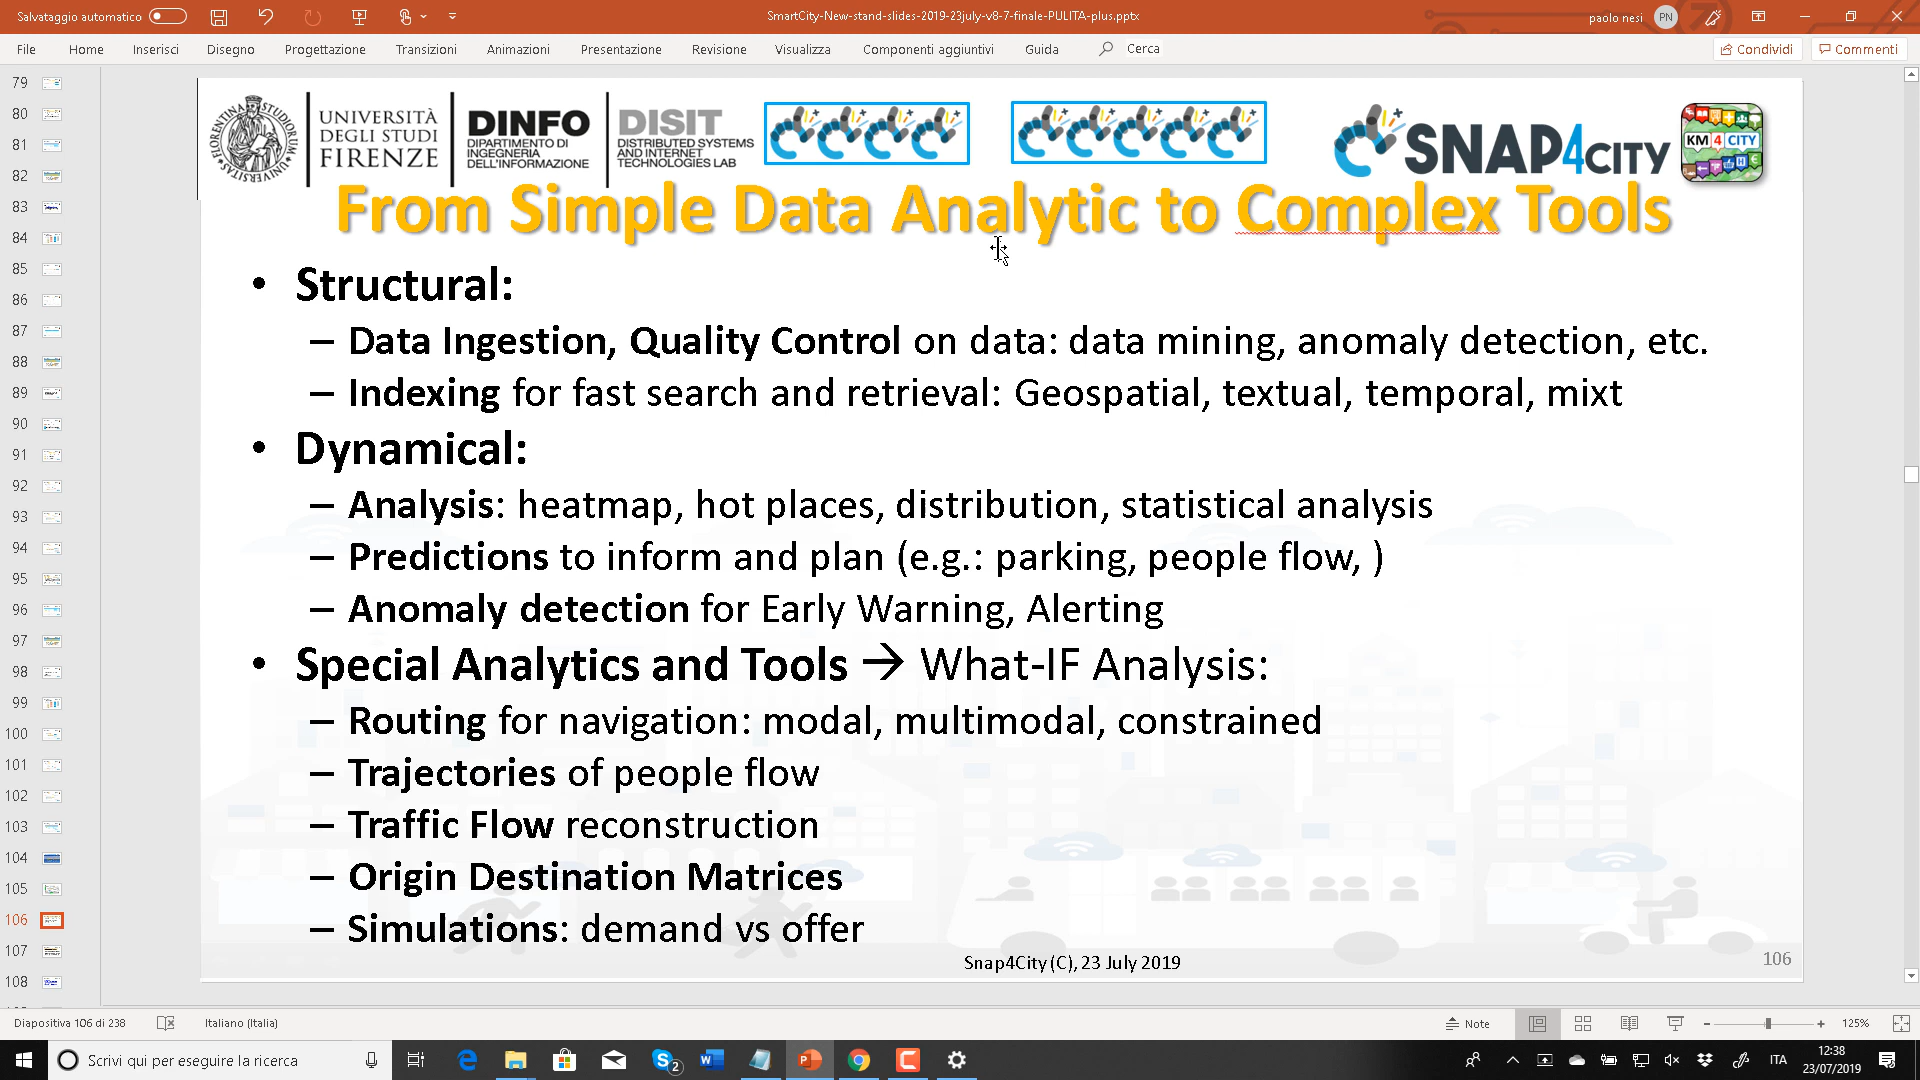 Salvataggio automatico
SmartCity-New-stand-slides-2019-23july-v8-7-finale-PULITA-plus.pptx
paolo nesi
PN
File Home Inserisci Disegno Progettazione Transizioni Animazioni Presentazione Revisione Visualizza Componenti aggiuntivi Guida Cerca
Condividi Commenti
79
80
81
82
83
84
85
86
87
88
89
90
91
92
93
94
95
96
97
98
99
100
101
102
103
104
105
106
107
108
UNIVERSITÀ
DEGLI STUDI
FIRENZE
DINFO
DIPARTIMENTO DI
INGEGNERIA
DELL'INFORMAZIONE
DISIT
DISTRIBUTED SYSTEMS
AND INTERNET
TECHNOLOGIES LAB
SNAP4CITY
KM 4 CITY
From Simple Data Analytic to Complex Tools
• Structural:
– Data Ingestion, Quality Control on data: data mining, anomaly detection, etc.
– Indexing for fast search and retrieval: Geospatial, textual, temporal, mixt
• Dynamical:
– Analysis: heatmap, hot places, distribution, statistical analysis
– Predictions to inform and plan (e.g.: parking, people flow, )
– Anomaly detection for Early Warning, Alerting
• Special Analytics and Tools → What-IF Analysis:
– Routing for navigation: modal, multimodal, constrained
– Trajectories of people flow
– Traffic Flow reconstruction
– Origin Destination Matrices
– Simulations: demand vs offer
Snap4City (C), 23 July 2019
106
Diapositiva 106 di 238
Italiano (Italia)
Note
125%
Scrivi qui per eseguire la ricerca
2
ITA
12:38
23/07/2019